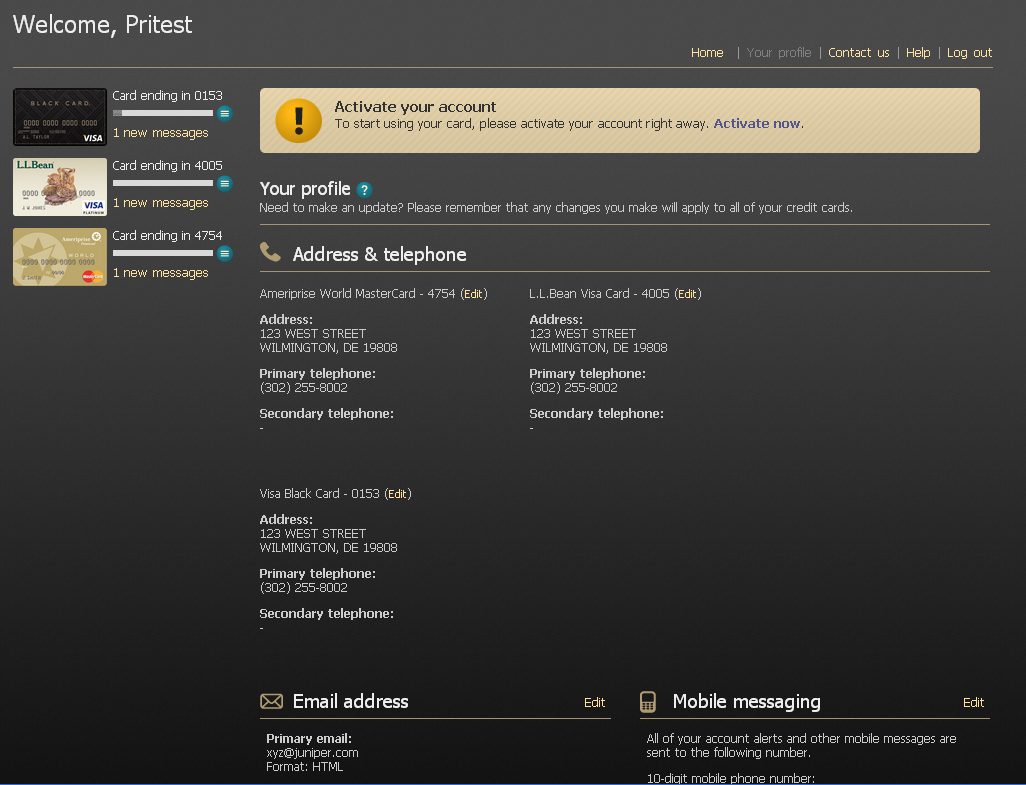 Welcome, Pritest
Home | Your profile | Contact us | Help | Log out
BLACK CARD
0000 0000 0000 0000
VISA
Card ending in 0153
1 new messages
L.L.Bean
0000 0000 0000 0000
VISA
PLATINUM
Card ending in 4005
1 new messages
Ameriprise
WORLD
0000 0000 0000 0000
Card ending in 4754
1 new messages
!
Activate your account
To start using your card, please activate your account right away. Activate now.
Your profile ?
Need to make an update? Please remember that any changes you make will apply to all of your credit cards.
Address & telephone
Ameriprise World MasterCard - 4754 (Edit)
Address:
123 WEST STREET
WILMINGTON, DE 19808
Primary telephone:
(302) 255-8002
Secondary telephone:
-
L.L.Bean Visa Card - 4005 (Edit)
Address:
123 WEST STREET
WILMINGTON, DE 19808
Primary telephone:
(302) 255-8002
Secondary telephone:
-
Visa Black Card - 0153 (Edit)
Address:
123 WEST STREET
WILMINGTON, DE 19808
Primary telephone:
(302) 255-8002
Secondary telephone:
-
Email address
Edit
Primary email:
xyz@juniper.com
Format: HTML
Mobile messaging
Edit
All of your account alerts and other mobile messages are
sent to the following number.
10-digit mobile phone number: